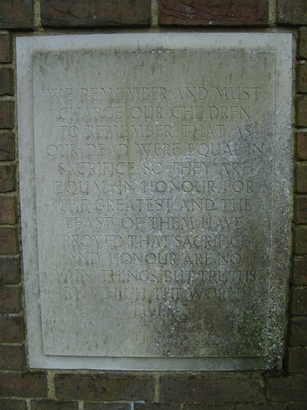 WE REMEMBER AND MUST
CHARGE OUR CHILDREN
TO REMEMBER THAT AS
OUR DEAD WERE EQUAL IN
SACRIFICE SO THEY ARE
EQUAL IN HONOUR, FOR
THE GREATEST AND THE
LEAST OF THEM HAVE
PROVED THAT SACRIFICE
AND HONOUR ARE NO
VAIN THINGS, BUT TRUTHS
BY WHICH THE WORLD
LIVES